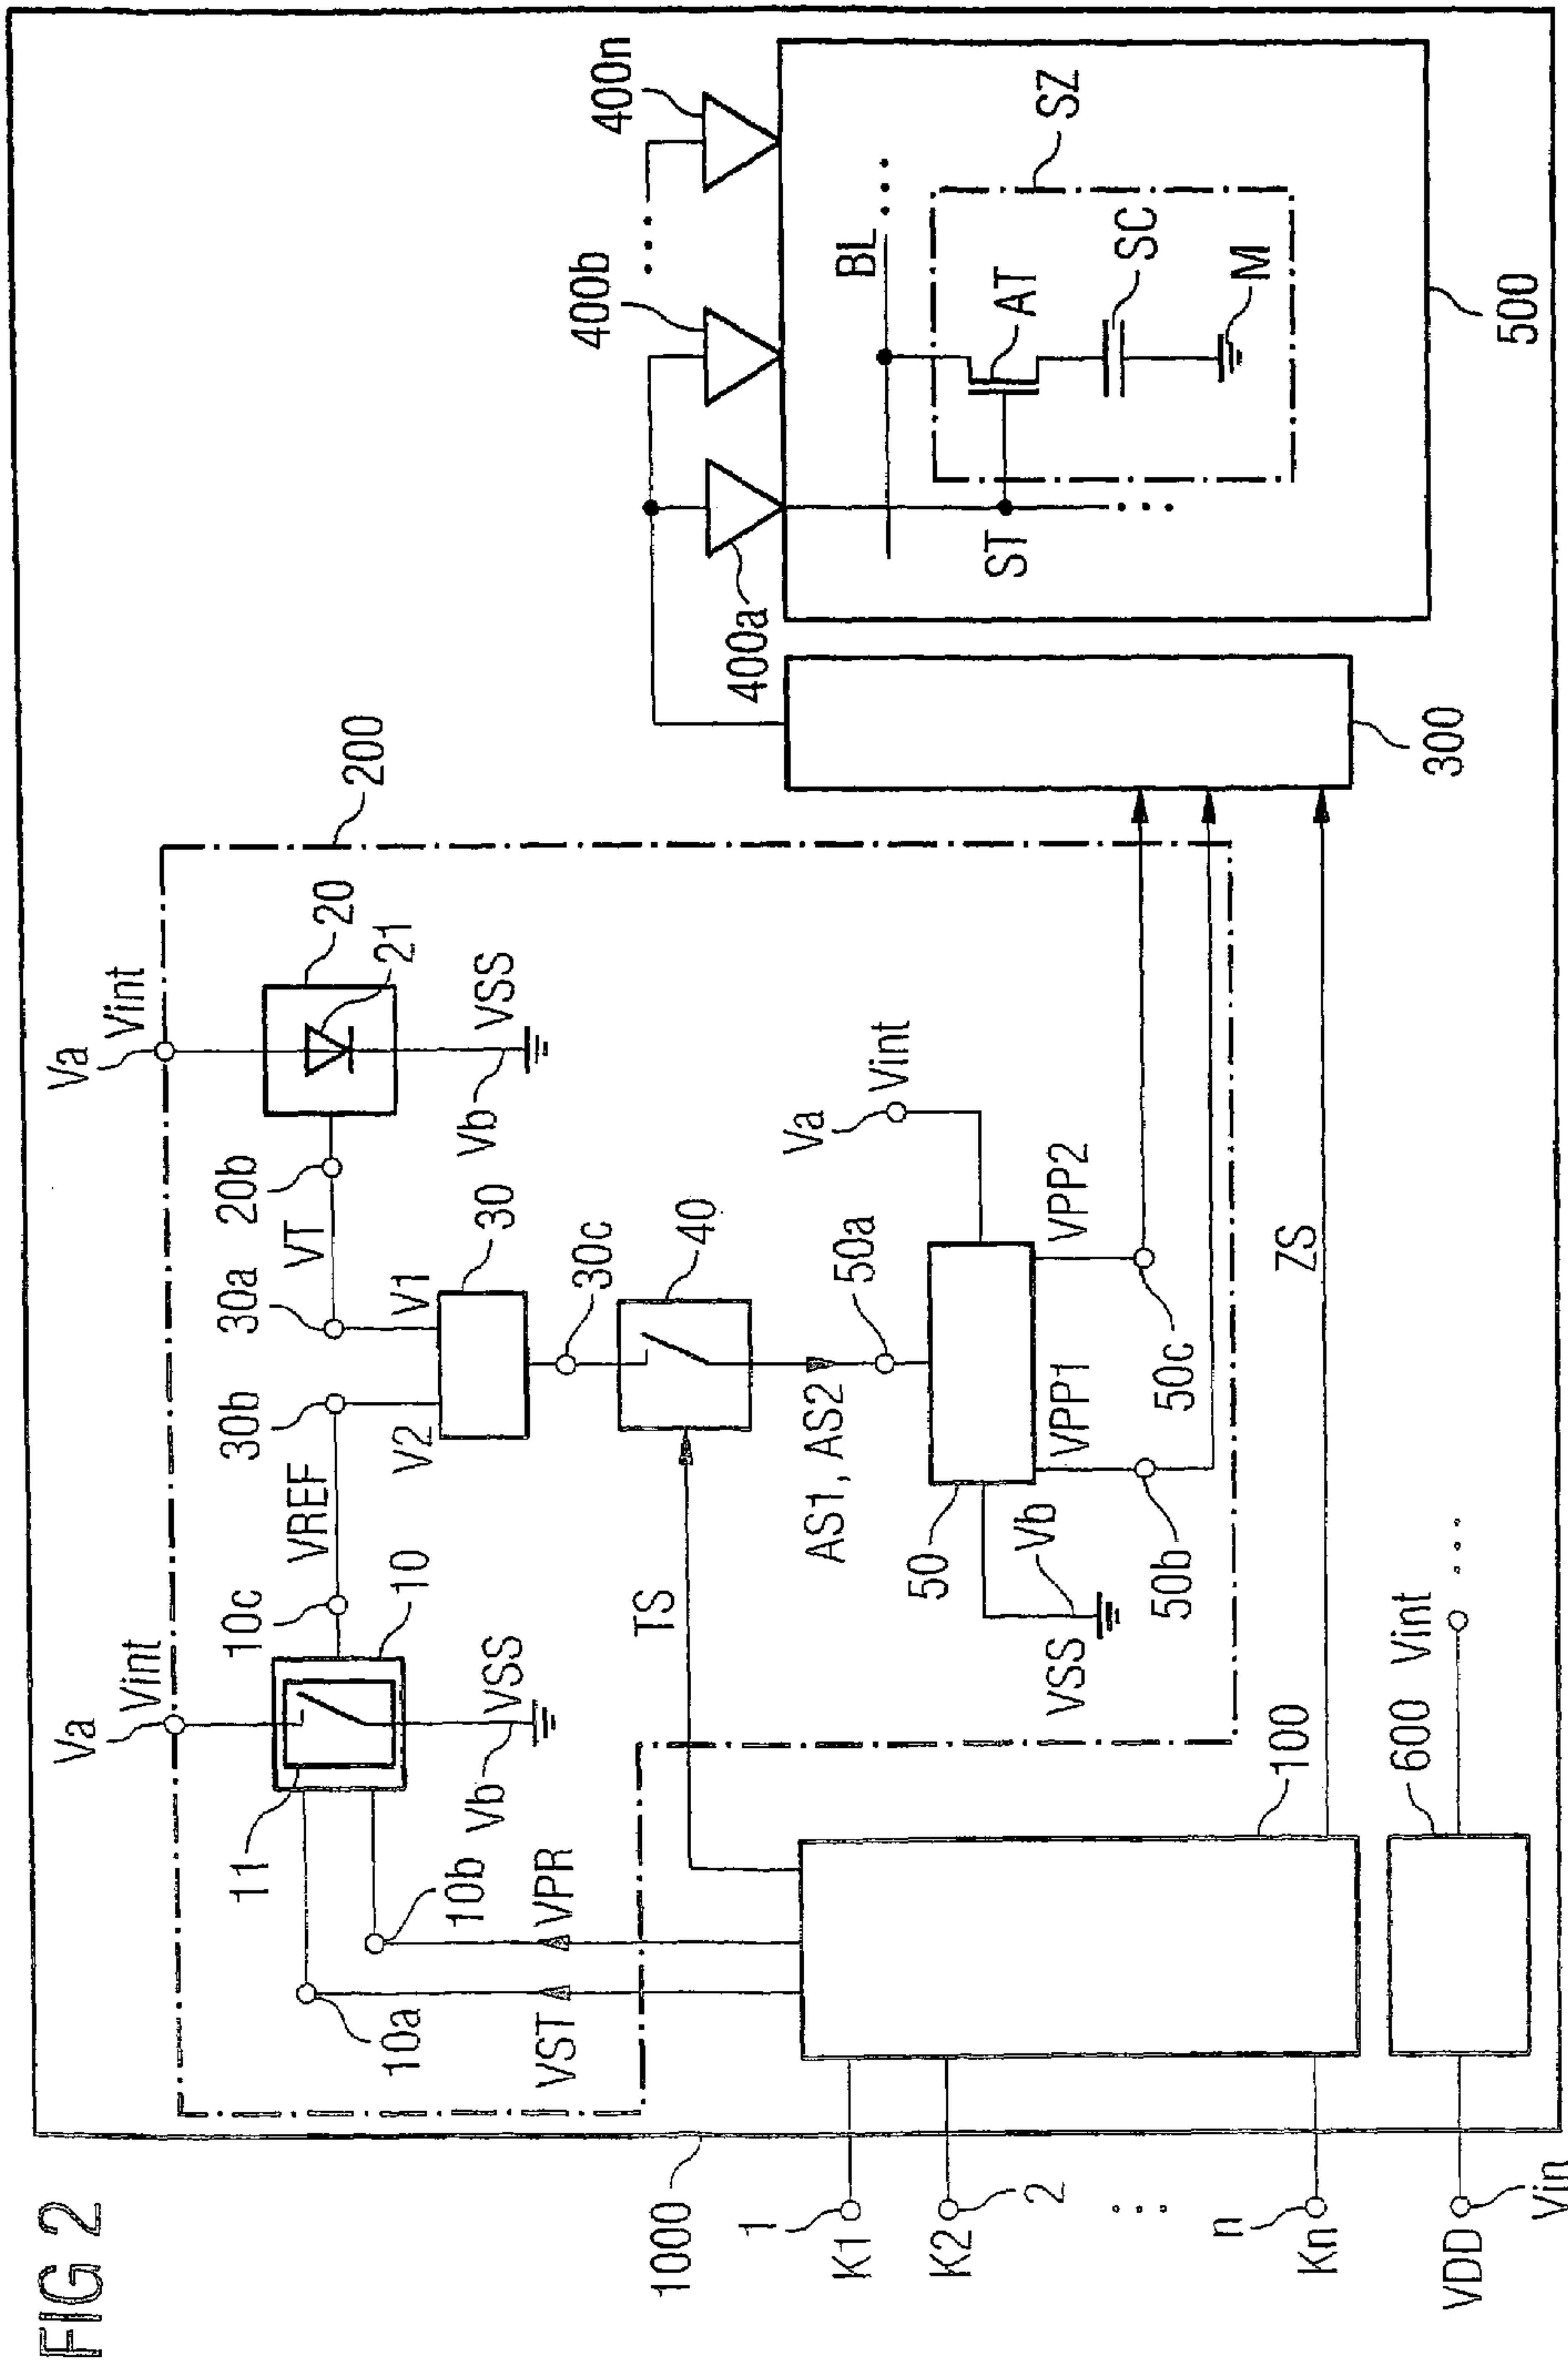 FIG 2
1000
Va
Vint
Va
Vint
200
11
10
10c
VREF
30b
30a
VT
20b
20
21
10a
10b
VST
VPR
Vb
VSS
V2
V1
30
Vb
VSS
30c
TS
40
AS1, AS2
50a
Va
Vint
50
Vb
VSS
VPP1
VPP2
50b
50c
ZS
100
1
K1
2
K2
n
Kn
VDD
Vin
600
Vint
300
400a
400b
400n
BL
ST
AT
SC
M
SZ
500